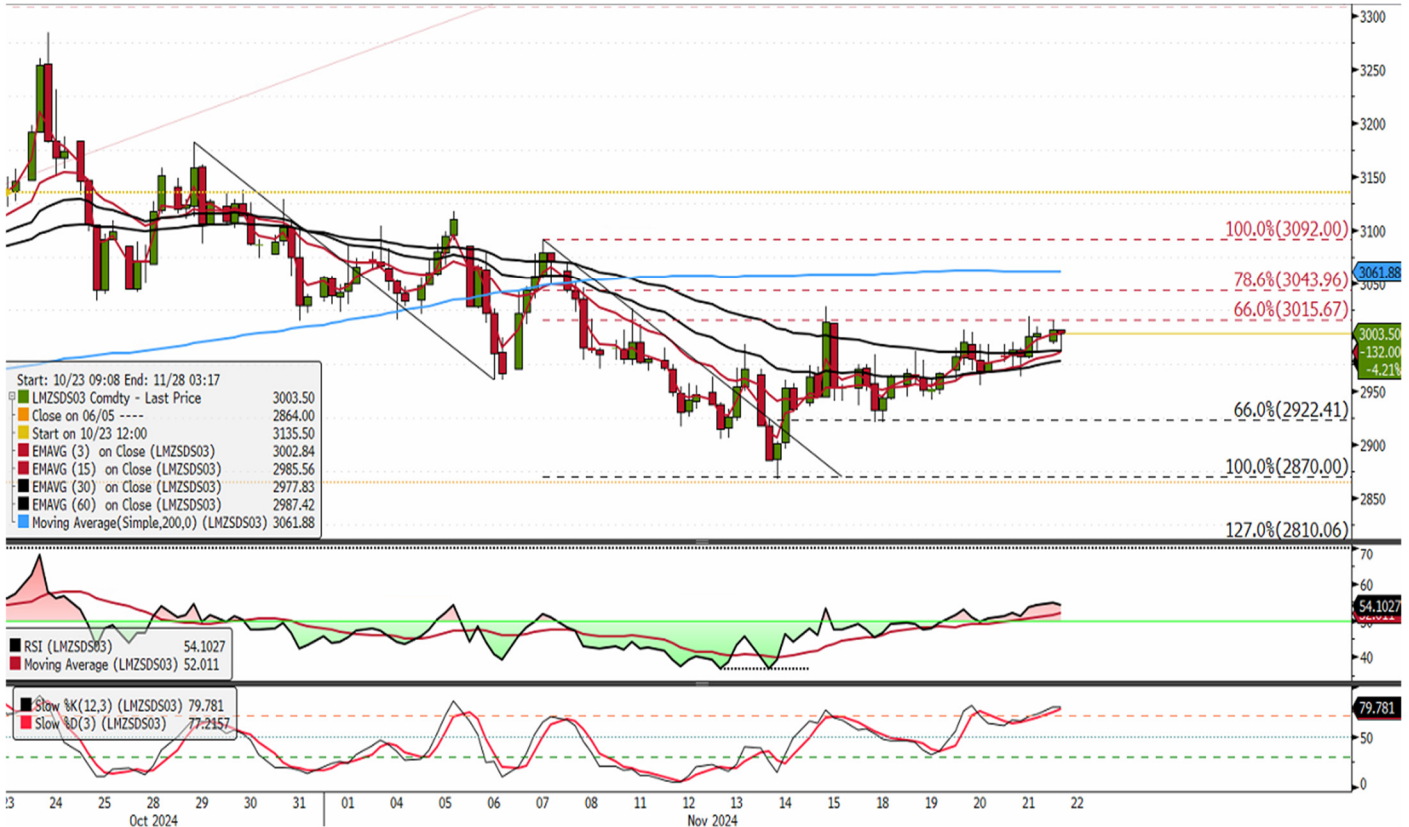 3300
3250
3200
3150
3100
3050
2950
2900
2850
100.0%(3092.00)
3061.88
78.6%(3043.96)
66.0%(3015.67)
3003.50
-132.00
-4.21%
66.0%(2922.41)
100.0%(2870.00)
127.0%(2810.06)
Start: 10/23 09:08 End: 11/28 03:17
LMZSDS03 Comdty - Last Price 3003.50
Close on 06/05 ---- 2864.00
Start on 10/23 12:00 3135.50
EMAVG (3) on Close (LMZSDS03) 3002.84
EMAVG (15) on Close (LMZSDS03) 2985.56
EMAVG (30) on Close (LMZSDS03) 2977.83
EMAVG (60) on Close (LMZSDS03) 2987.42
Moving Average(Simple,200,0) (LMZSDS03) 3061.88
70
60
54.1027
52.011
50
40
RSI (LMZSDS03) 54.1027
Moving Average (LMZSDS03) 52.011
Slow %K(12,3) (LMZSDS03) 79.781
Slow %D(3) (LMZSDS03) 77.2157
79.781
50
0
23 24 25 28 29 30 31 01 04 05 06 07 08 11 12 13 14 15 18 19 20 21 22
Oct 2024 Nov 2024